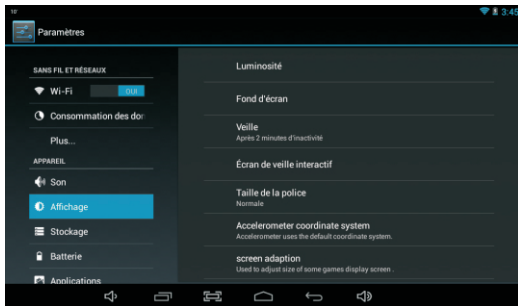 3:45
Paramètres
SANS FIL ET RÉSEAUX
Wi-Fi
OUI
Consommation des dor
Plus...
APPAREIL
Son
Affichage
Stockage
Batterie
Applications
Luminosité
Fond d'écran
Veille
Après 2 minutes d'inactivité
Écran de veille interactif
Taille de la police
Normale
Accelerometer coordinate system
Accelerometer uses the default coordinate system.
screen adaption
Used to adjust size of some games display screen .